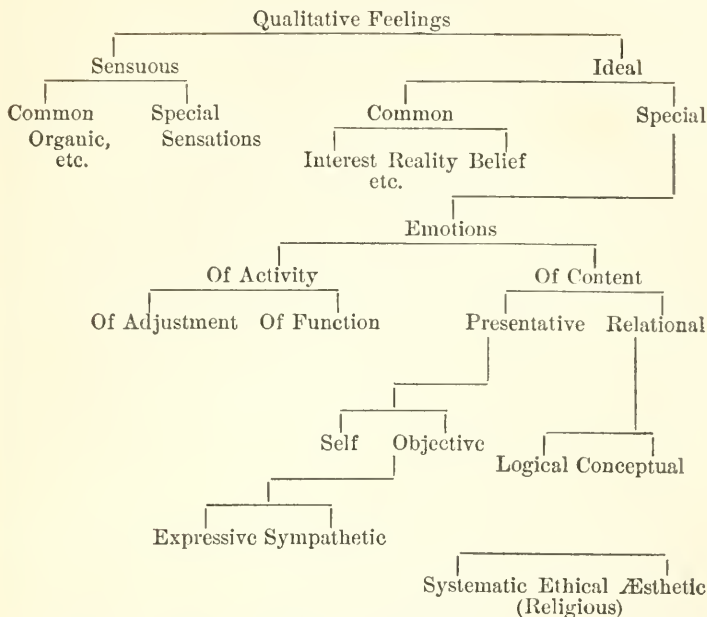 Qualitative Feelings
Sensuous Ideal
Common Special Common Special
Organic, Sensations
etc. Interest Reality Belief
etc.
Emotions
Of Activity Of Content
Of Adjustment Of Function Presentative Relational
Self Objective
Logical Conceptual
Expressive Sympathetic
Systematic Ethical Æsthetic
(Religious)